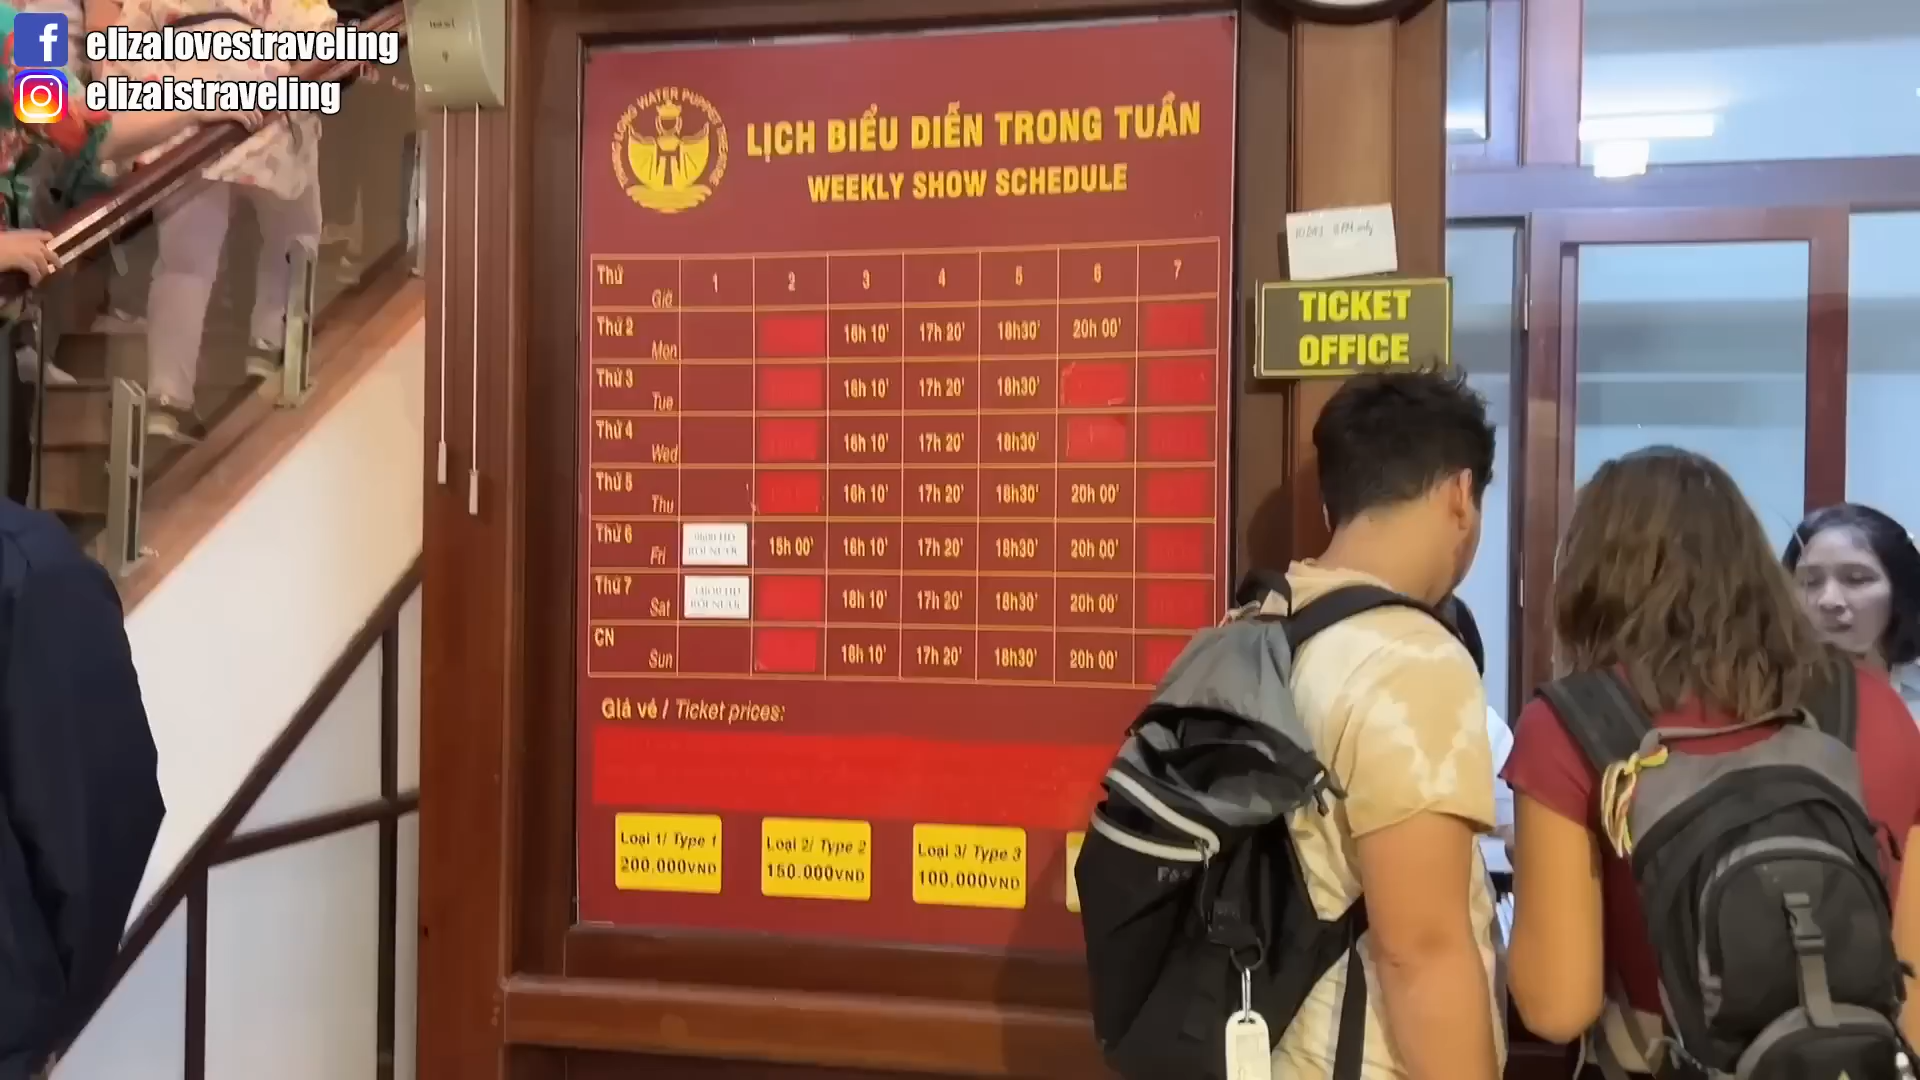 elizalovestraveling
elizaistraveling
THANG LONG WATER PUPPET THEATRE
LỊCH BIỂU DIỄN TRONG TUẦN
WEEKLY SHOW SCHEDULE
Thứ Giờ 1 2 3 4 5 6 7
Thứ 2 Mon 16h 10' 17h 20' 18h30' 20h 00'
Thứ 3 Tue 16h 10' 17h 20' 18h30'
Thứ 4 Wed 16h 10' 17h 20' 18h30'
Thứ 5 Thu 16h 10' 17h 20' 18h30' 20h 00'
Thứ 6 Fri 15h 00' 16h 10' 17h 20' 18h30' 20h 00'
Thứ 7 Sat 16h 10' 17h 20' 18h30' 20h 00'
CN Sun 16h 10' 17h 20' 18h30' 20h 00'
Giá vé / Ticket prices:
Loại 1/ Type 1
200.000VND
Loại 2/ Type 2
150.000VND
Loại 3/ Type 3
100.000VND
TICKET
OFFICE